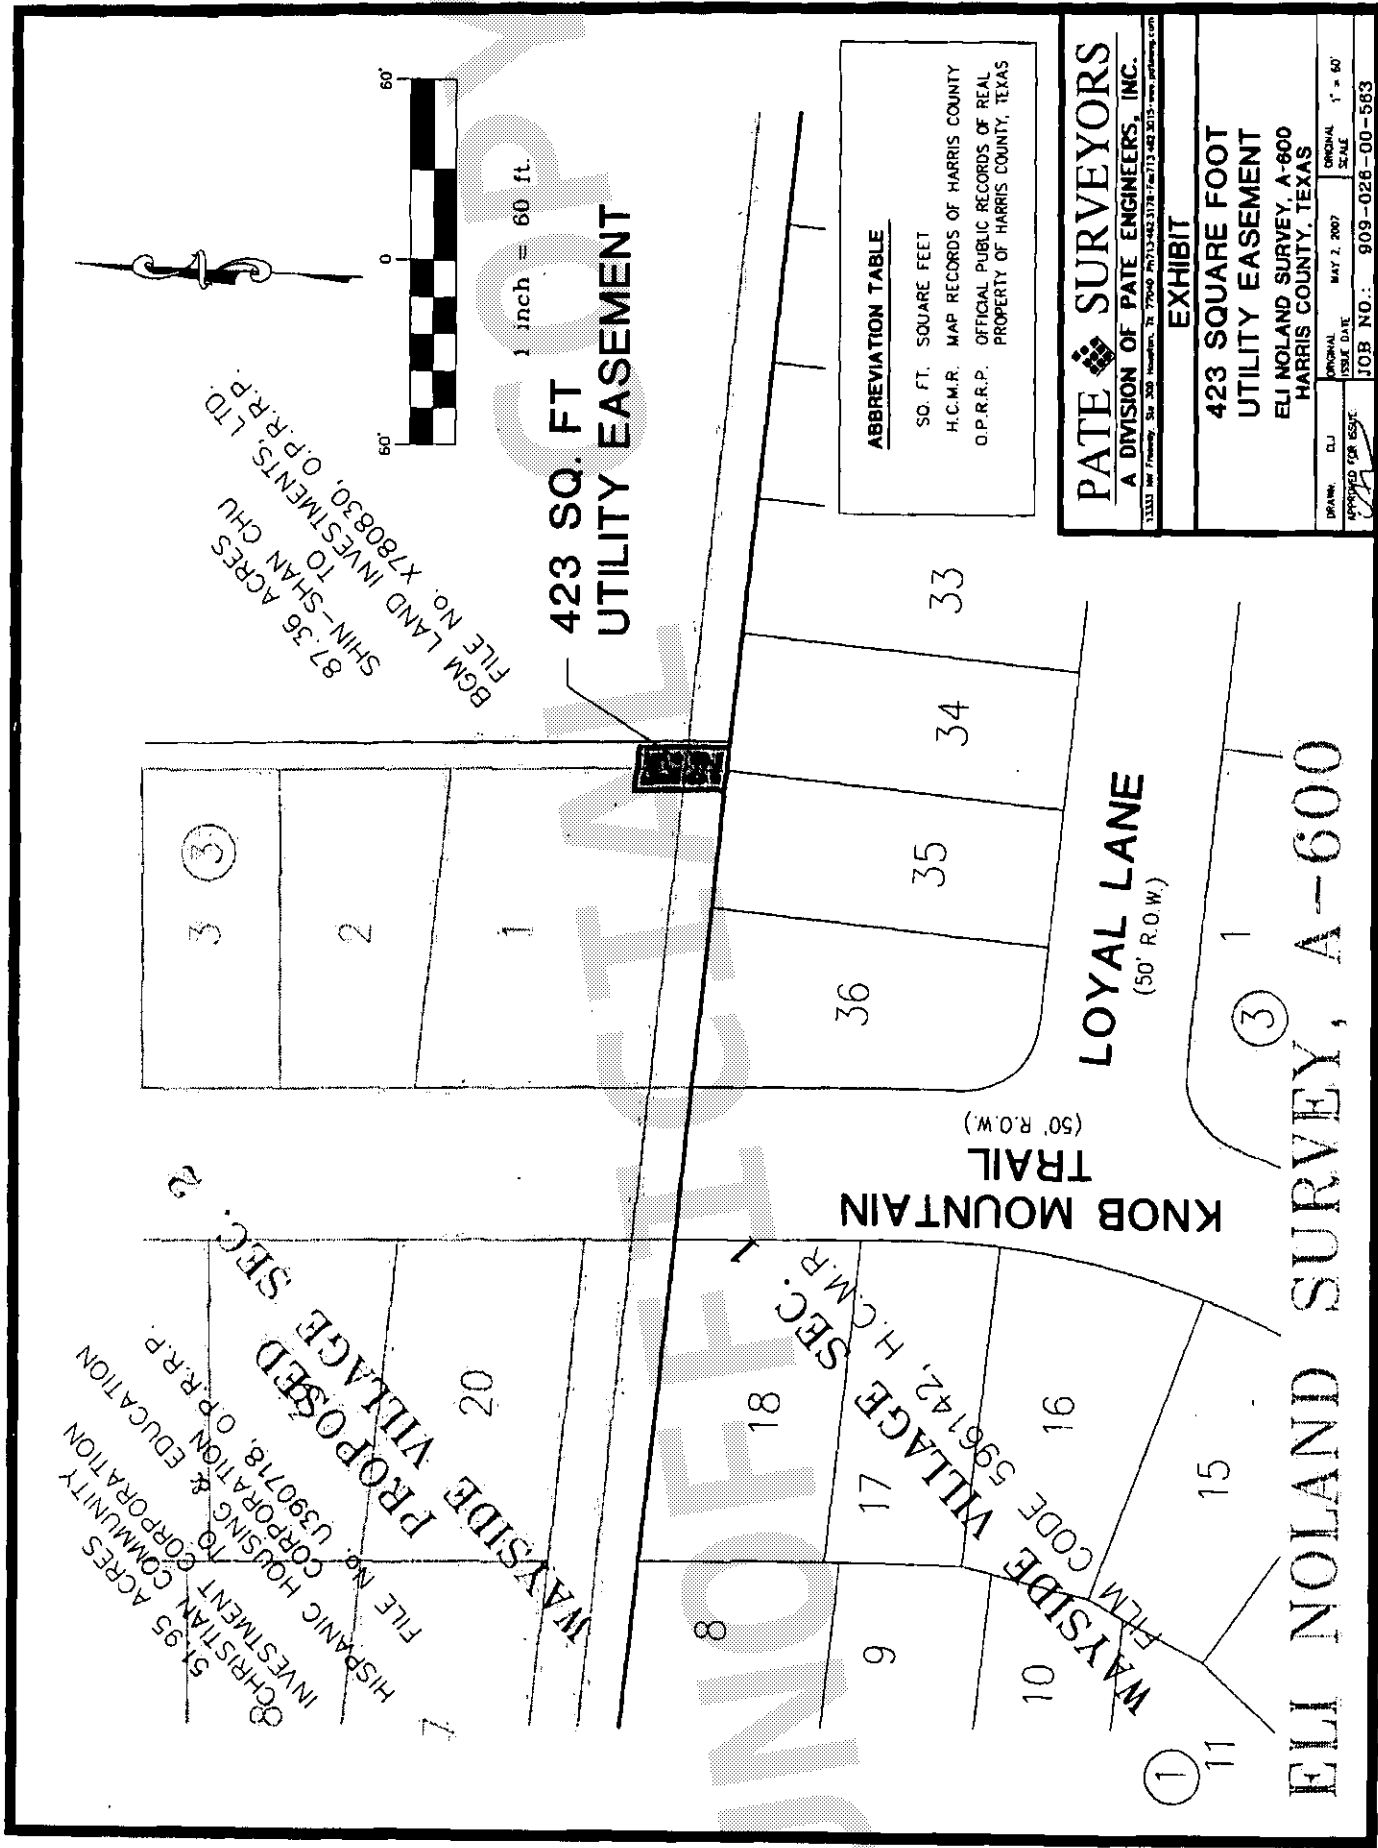 60'
0
60'
1 inch = 60 ft.
87.36 ACRES
SHIN-SHAN CHU
TO
BGM LAND INVESTMENTS, LTD.
FILE No. X780830, O.P.R.R.P.
423 SQ. FT
UTILITY EASEMENT
51.95 ACRES
CHRISTIAN COMMUNITY
INVESTMENT CORPORATION
TO
HISPANIC HOUSING & EDUCATION
CORPORATION
FILE No. U390718, O.P.R.R.P.
PROPOSED
WAYSIDE VILLAGE SEC. 2
8
7
20
3
3
2
1
WAYSIDE VILLAGE SEC. 1
FILM CODE 596142, H.C.M.R.
8
9
10
11
1
18
17
16
15
KNOB MOUNTAIN
TRAIL
(50' R.O.W.)
36
35
34
33
LOYAL LANE
(50' R.O.W.)
1
3
ELI NOLAND SURVEY, A-600
ABBREVIATION TABLE
SQ. FT. SQUARE FEET
H.C.M.R. MAP RECORDS OF HARRIS COUNTY
O.P.R.R.P. OFFICIAL PUBLIC RECORDS OF REAL
PROPERTY OF HARRIS COUNTY, TEXAS
PATE SURVEYORS
A DIVISION OF PATE ENGINEERS, INC.
EXHIBIT
423 SQUARE FOOT
UTILITY EASEMENT
ELI NOLAND SURVEY, A-600
HARRIS COUNTY, TEXAS
DRAWN: CLJ
ORIGINAL ISSUE DATE MAY 2, 2007
ORIGINAL SCALE 1" = 60'
APPROVED FOR ISSUE:
JOB NO.: 909-026-00-563
UNOFFICIAL COPY